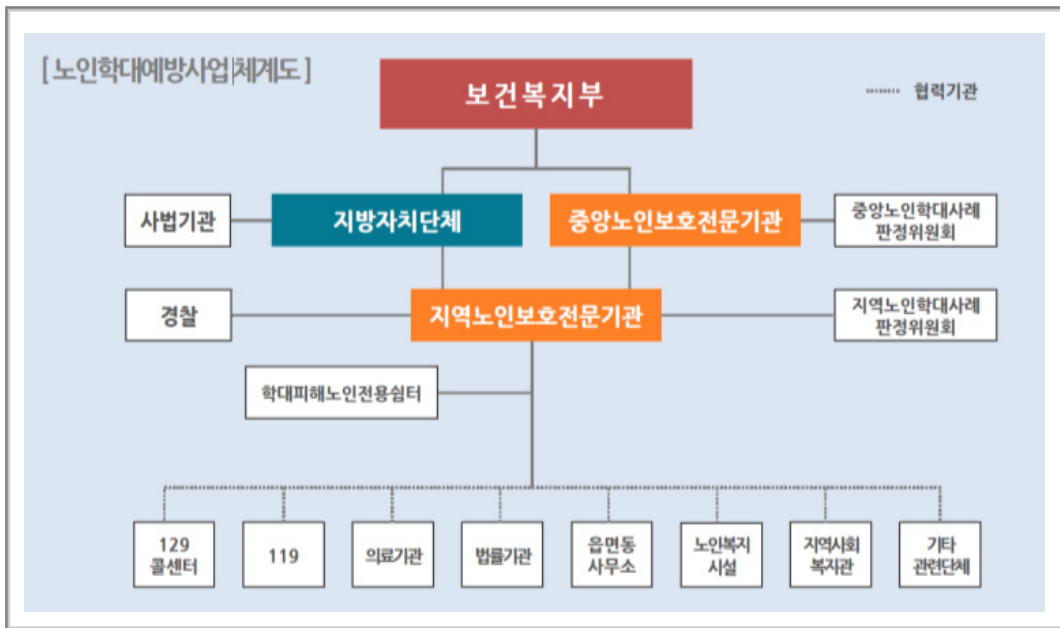 [ 노인학대예방사업 체계도 ]
보건복지부
협력기관
사법기관
지방자치단체
중앙노인보호전문기관
중앙노인학대사례
판정위원회
경찰
지역노인보호전문기관
지역노인학대사례
판정위원회
학대피해노인전용쉼터
129
콜센터
119
의료기관
법률기관
읍면동
사무소
노인복지
시설
지역사회
복지관
기타
관련단체